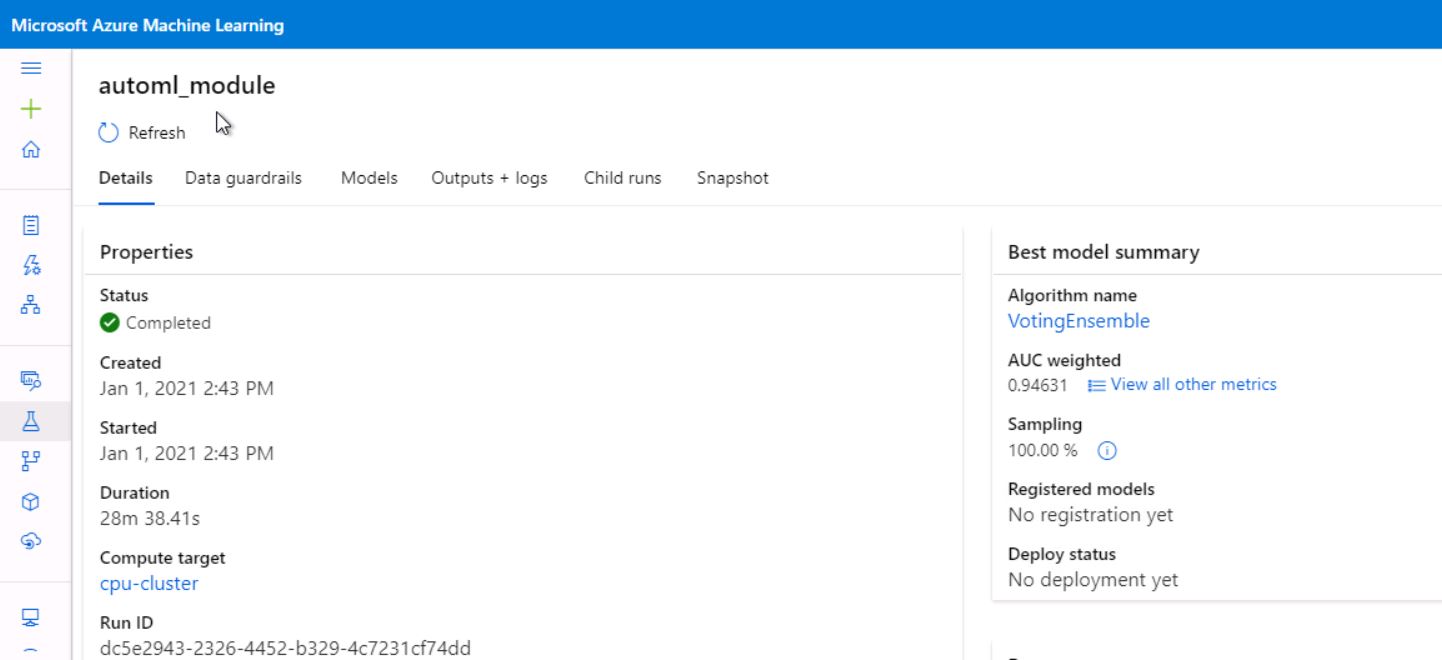 Microsoft Azure Machine Learning
automl_module
Refresh
Details Data guardrails Models Outputs + logs Child runs Snapshot
Properties
Status
Completed
Created
Jan 1, 2021 2:43 PM
Started
Jan 1, 2021 2:43 PM
Duration
28m 38.41s
Compute target
cpu-cluster
Run ID
dc5e2943-2326-4452-b329-4c7231cf74dd
Best model summary
Algorithm name
VotingEnsemble
AUC weighted
0.94631 View all other metrics
Sampling
100.00 %
Registered models
No registration yet
Deploy status
No deployment yet